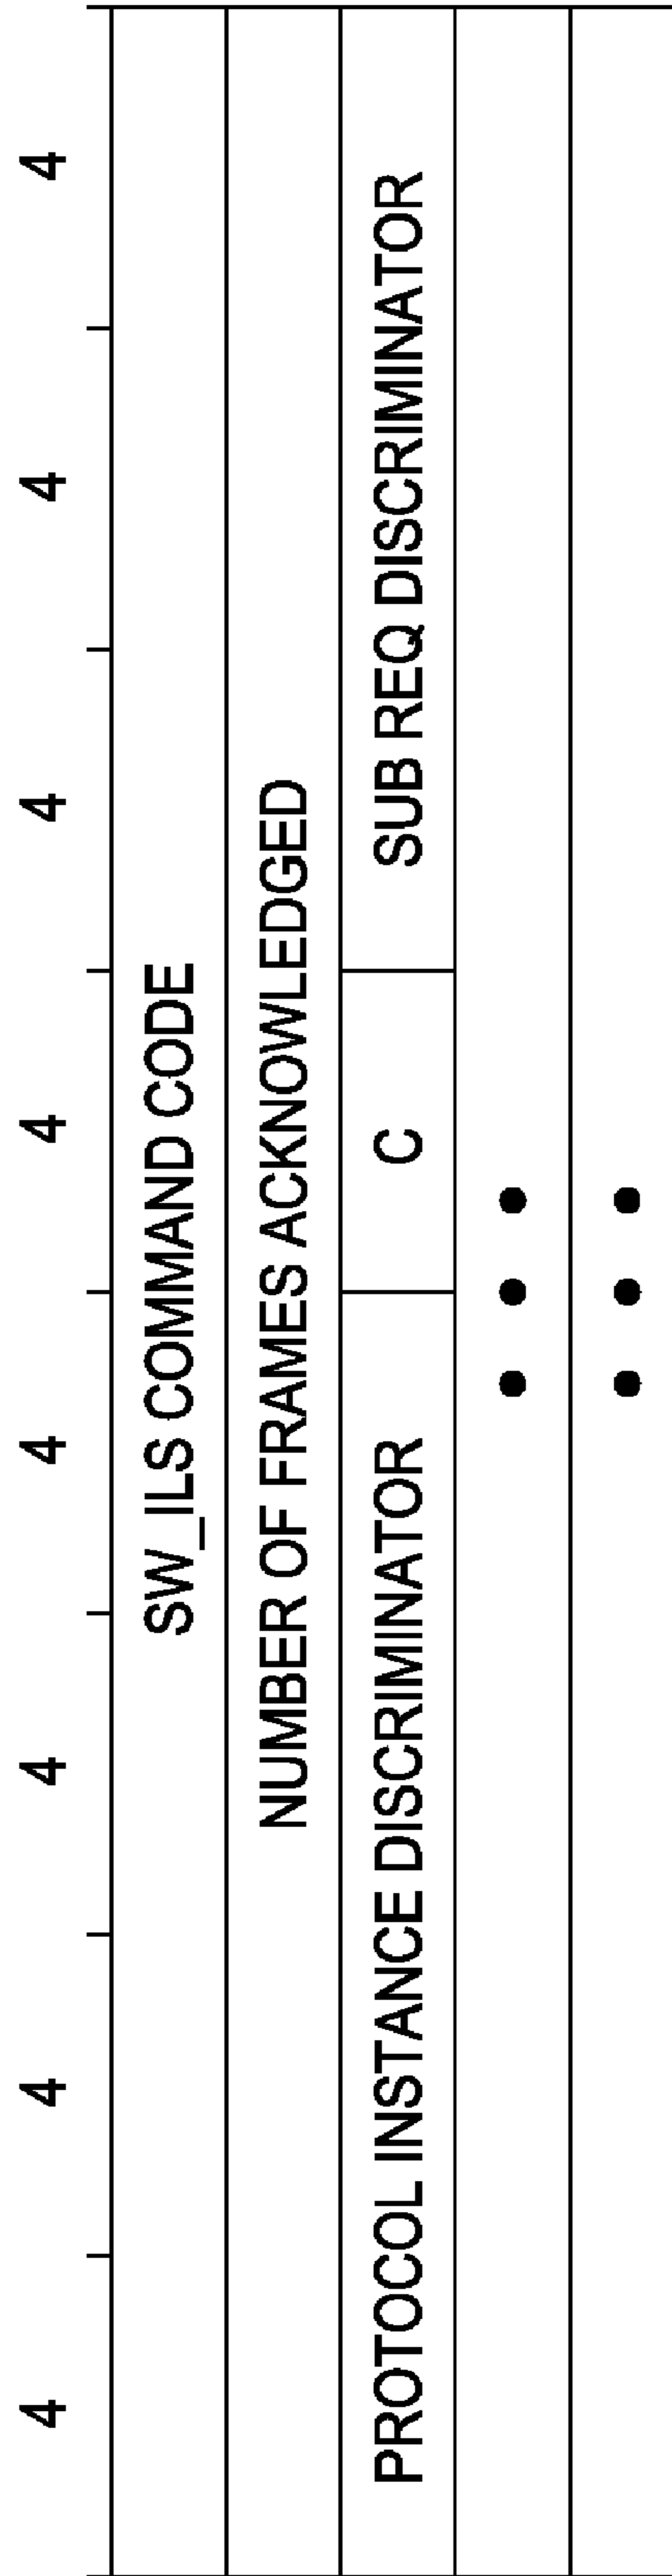 4 4 4 4 4 4 4 4
SW_ILS COMMAND CODE
NUMBER OF FRAMES ACKNOWLEDGED
PROTOCOL INSTANCE DISCRIMINATOR C SUB REQ DISCRIMINATOR